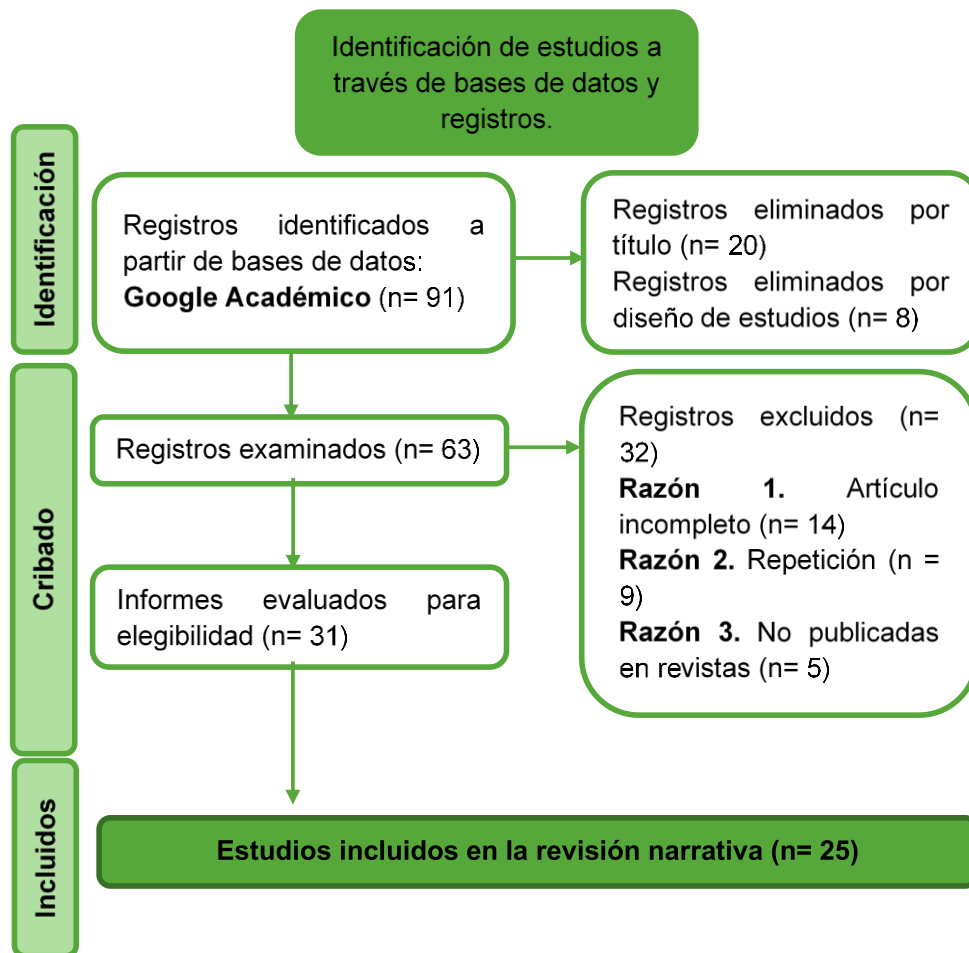 Identificación de estudios a
través de bases de datos y
registros.
Identificación
Registros identificados a
partir de bases de datos:
Google Académico (n= 91)
Registros eliminados por
título (n= 20)
Registros eliminados por
diseño de estudios (n= 8)
Cribado
Registros examinados (n= 63)
Registros excluidos (n=
32)
Razón 1. Artículo
incompleto (n= 14)
Razón 2. Repetición (n =
9)
Razón 3. No publicadas
en revistas (n= 5)
Informes evaluados para
elegibilidad (n= 31)
Incluidos
Estudios incluidos en la revisión narrativa (n= 25)